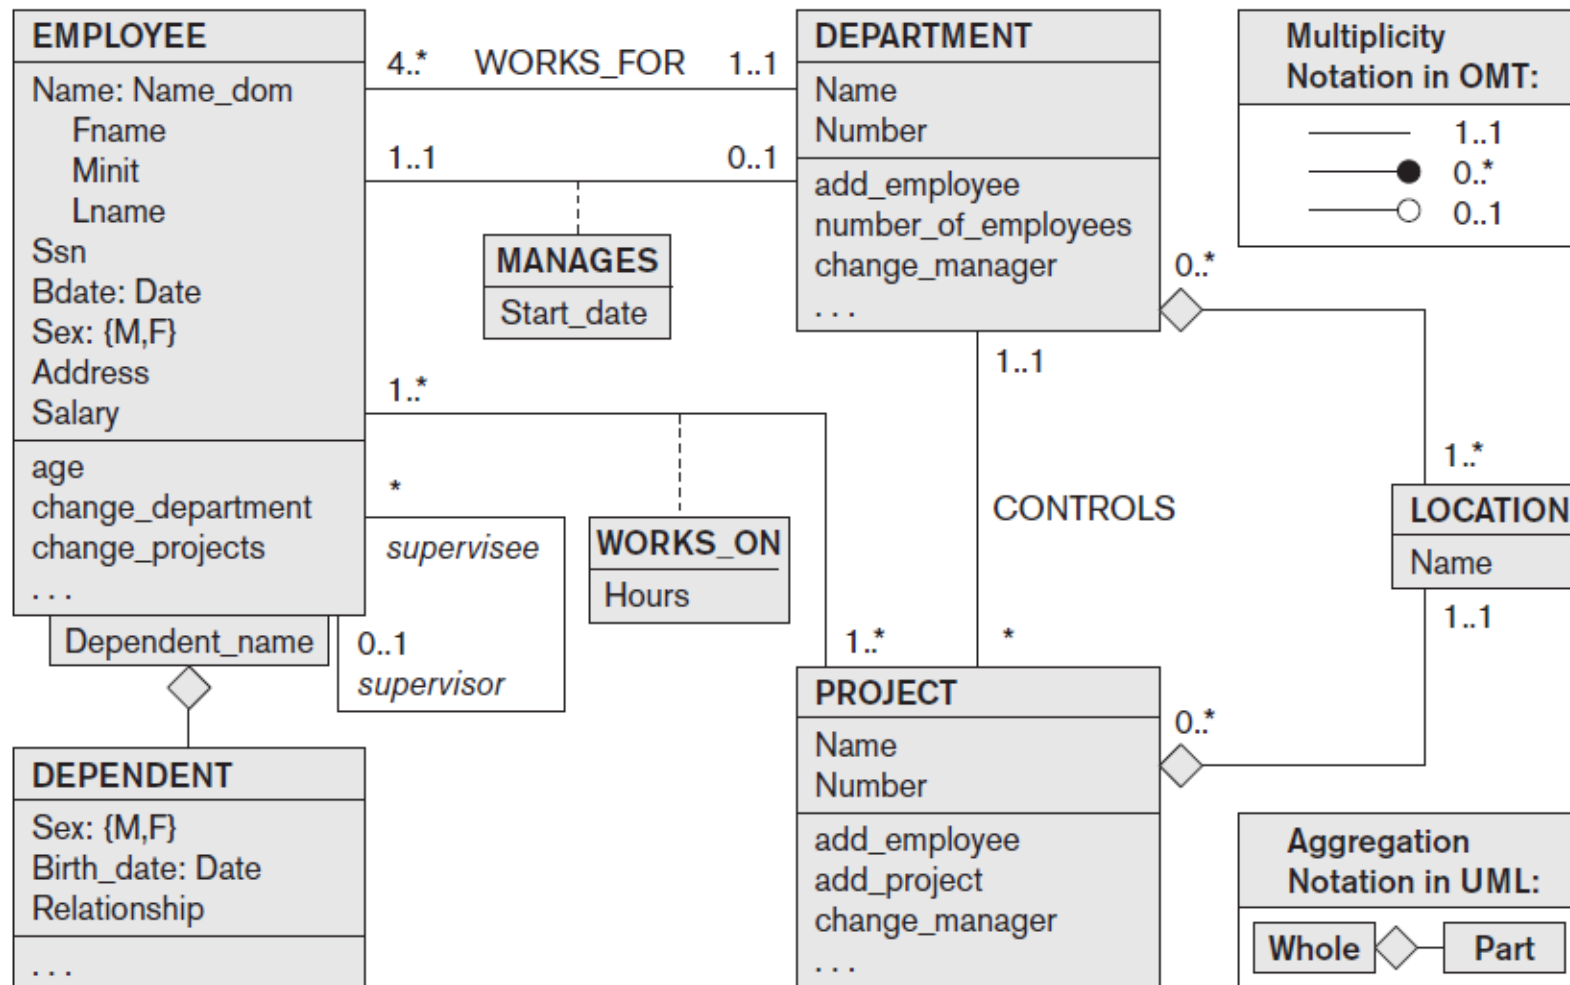 EMPLOYEE
Name: Name_dom
Fname
Minit
Lname
Ssn
Bdate: Date
Sex: {M,F}
Address
Salary
age
change_department
change_projects
. . .
Dependent_name
DEPENDENT
Sex: {M,F}
Birth_date: Date
Relationship
. . .
4..* WORKS_FOR 1..1
1..1 0..1
MANAGES
Start_date
1..*
*
supervisee
0..1
supervisor
WORKS_ON
Hours
1..*
DEPARTMENT
Name
Number
add_employee
number_of_employees
change_manager
. . .
0..*
1..1
CONTROLS
*
PROJECT
Name
Number
add_employee
add_project
change_manager
. . .
0..*
1..*
LOCATION
Name
1..1
Multiplicity
Notation in OMT:
1..1
0..*
0..1
Aggregation
Notation in UML:
Whole Part